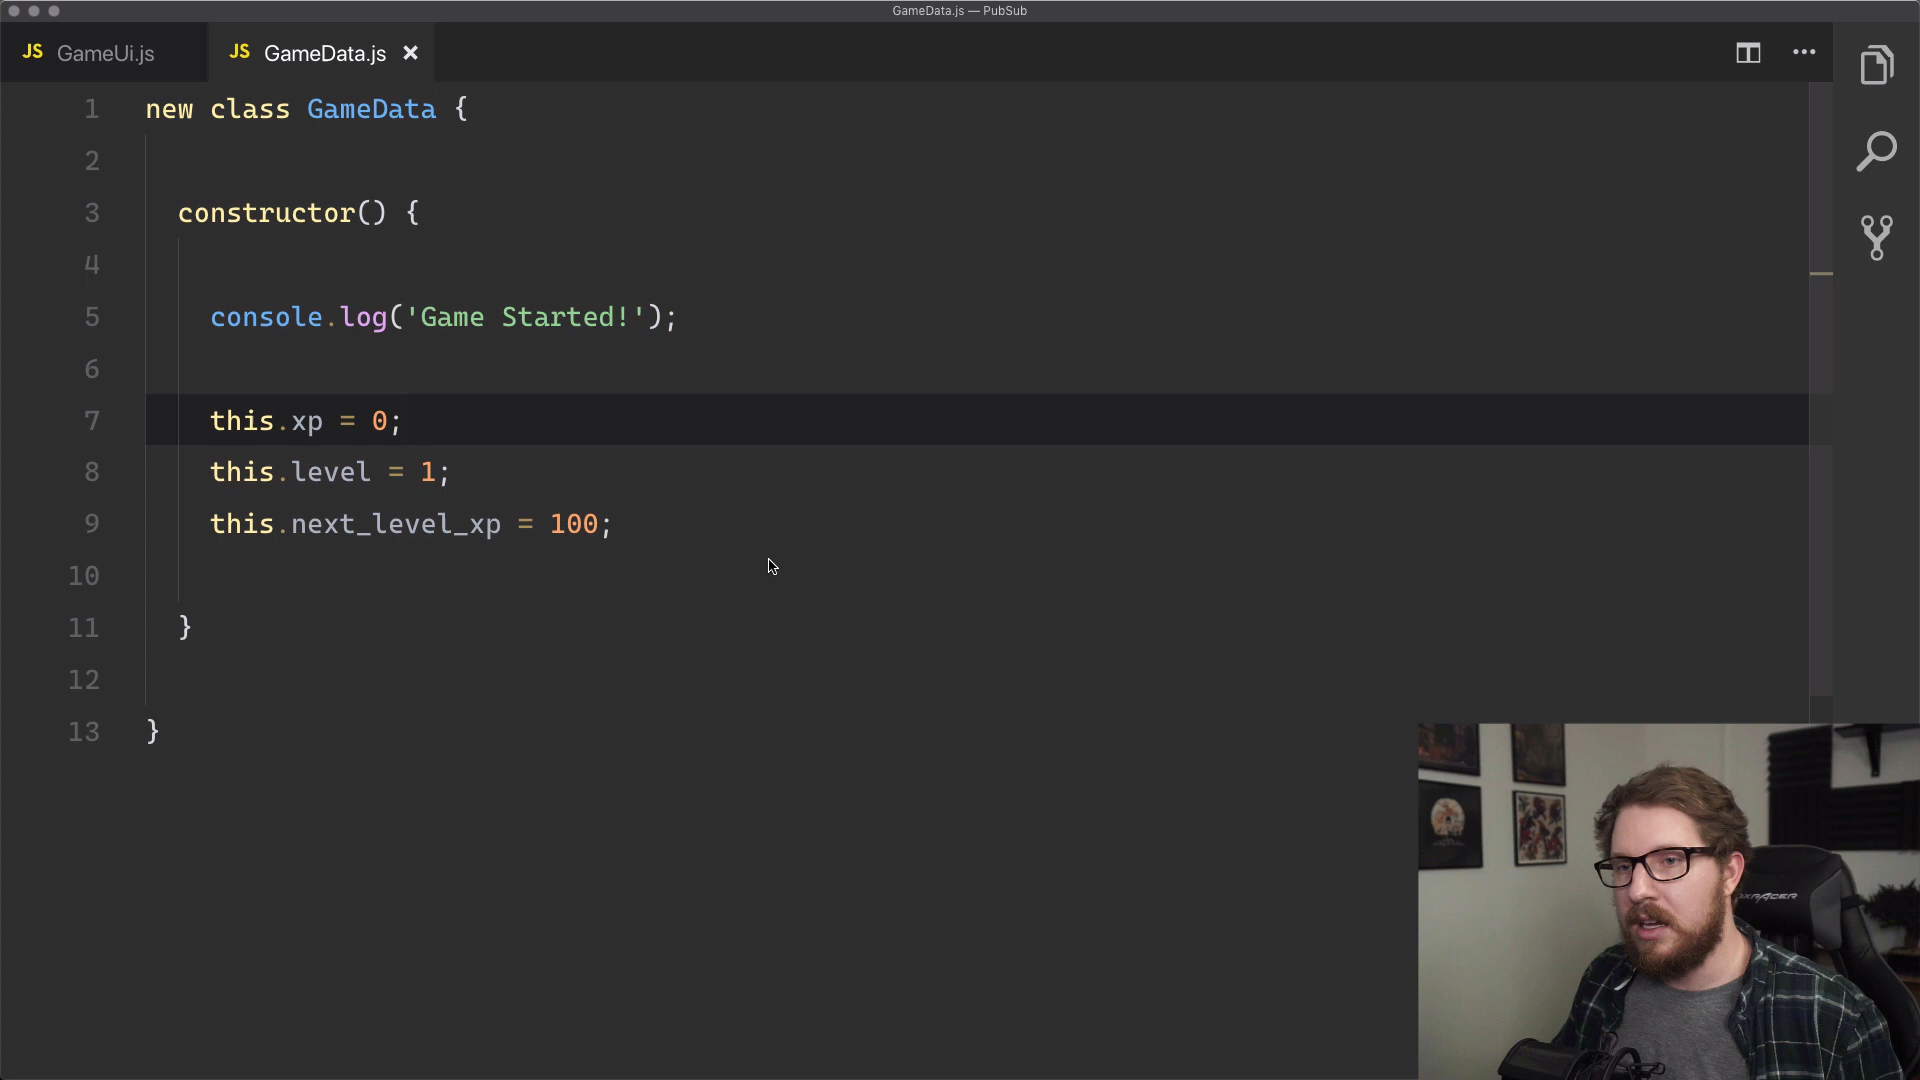 GameData.js — PubSub
JS GameUi.js
JS GameData.js
1 new class GameData {
2
3 constructor() {
4
5 console.log('Game Started!');
6
7 this.xp = 0;
8 this.level = 1;
9 this.next_level_xp = 100;
10
11 }
12
13 }